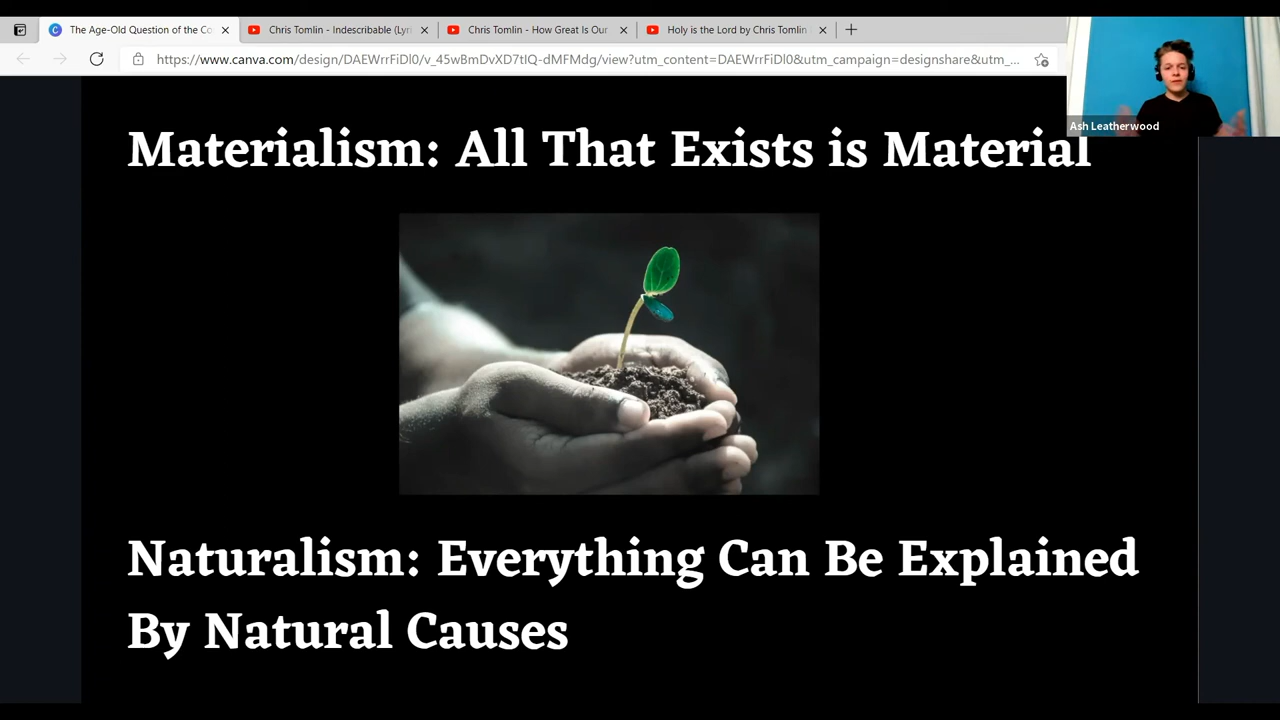 The Age-Old Question of the Co
Chris Tomlin - Indescribable (Lyri
Chris Tomlin - How Great Is Our
Holy is the Lord by Chris Tomlin
https://www.canva.com/design/DAEWrrFiDl0/v_45wBmDvXD7tIQ-dMFMdg/view?utm_content=DAEWrrFiDl0&utm_campaign=designshare&utm_...
Ash Leatherwood
Materialism: All That Exists is Material
Naturalism: Everything Can Be Explained
By Natural Causes